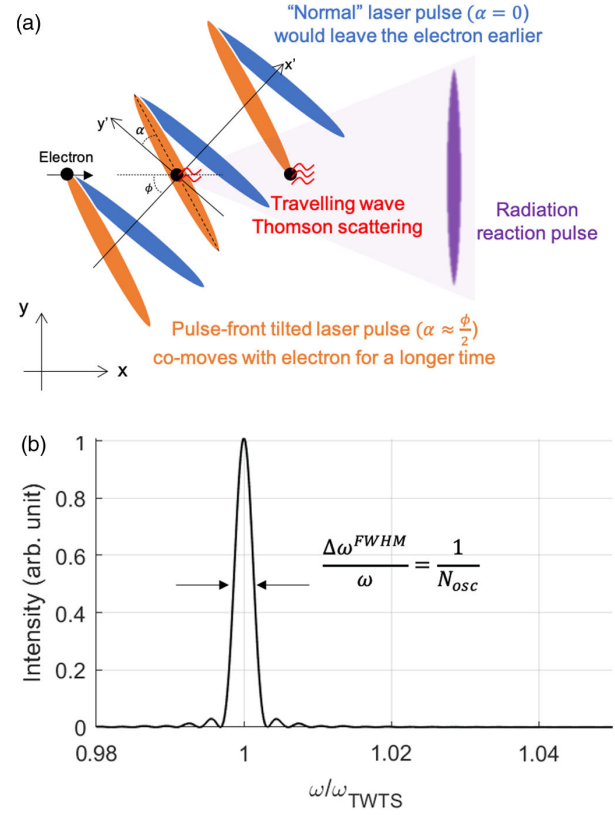 (a)
“Normal” laser pulse (α = 0)
would leave the electron earlier
x'
y'
α
Electron
ϕ
Travelling wave
Thomson scattering
Radiation
reaction pulse
y
Pulse-front tilted laser pulse (α ≈ ϕ/2)
co-moves with electron for a longer time
x
(b)
Intensity (arb. unit)
1
0.8
0.6
0.4
0.2
0
Δω^FWHM/ω = 1/N_osc
0.98
1
1.02
1.04
ω/ω_TWTS